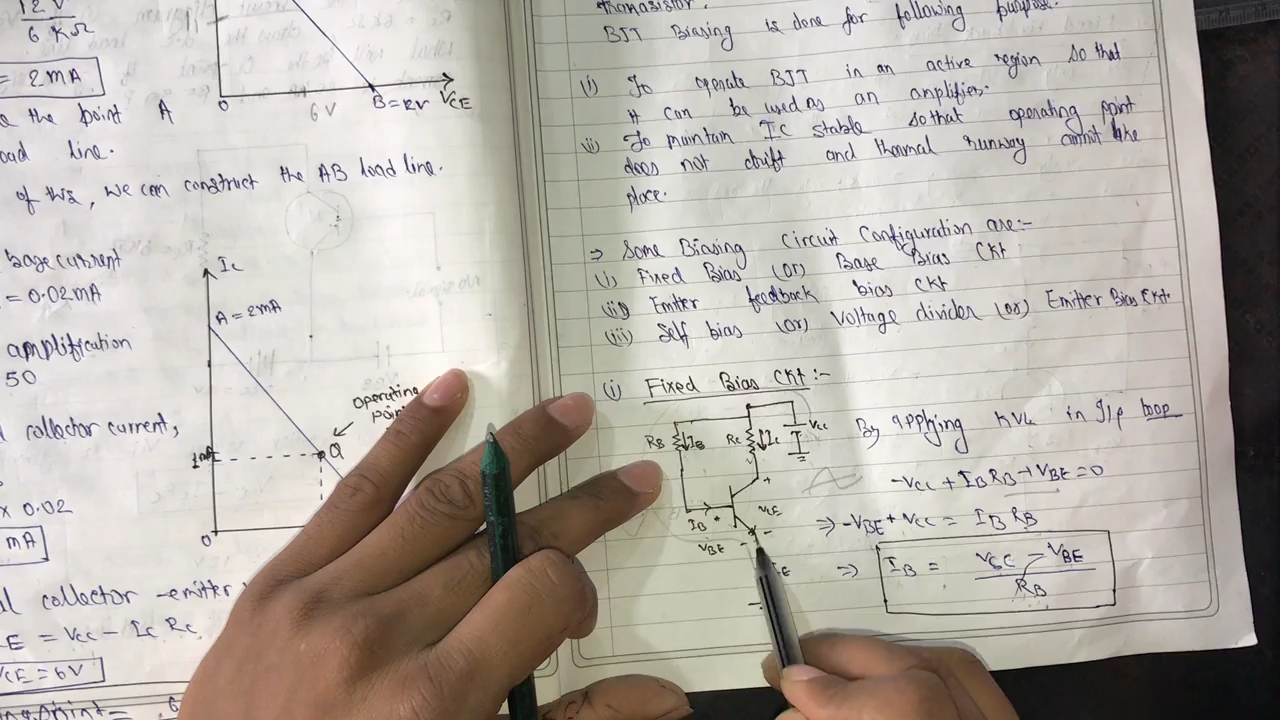 12 V
6 KΩ
= 2mA
the point A
load line.
of this, we can construct the AB load line.
0
6V
B=12V VCE
base current
= 0.02mA
amplification
50
collector current,
x 0.02
mA
collector-emitter
E = VCC - IC RC
VCE = 6V
IC
A = 2mA
operating
Q
0
Transistor.
BJT Biasing is done for following purpose.
(i) To operate BJT in an active region so that
it can be used as an amplifier.
ii) To maintain IC stable so that operating point
does not drift and thermal runway cannot take
place.
⇒ Some Biasing Circuit Configuration are:-
(i) Fixed Bias (or) Base Bias CKt
(ii) Emitter feedback bias CKt
(iii) Self bias (or) Voltage divider (or) Emitter Bias CKt
(i) Fixed Bias CKt :-
RB IB RC IC VCC
+
IB + VCE
VBE - -
IE
By applying KVL in I/p loop
-VCC + IBRB + VBE = 0
⇒ -VBE + VCC = IB RB
⇒ IB = VCC - VBE
RB